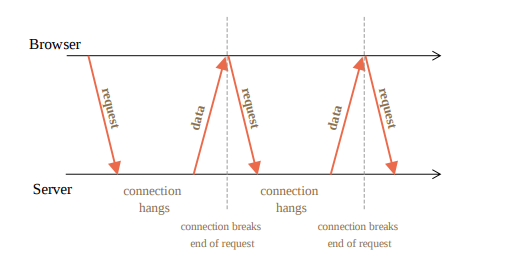 Browser
request
data
request
data
request
Server
connection
hangs
connection
hangs
connection breaks
end of request
connection breaks
end of request